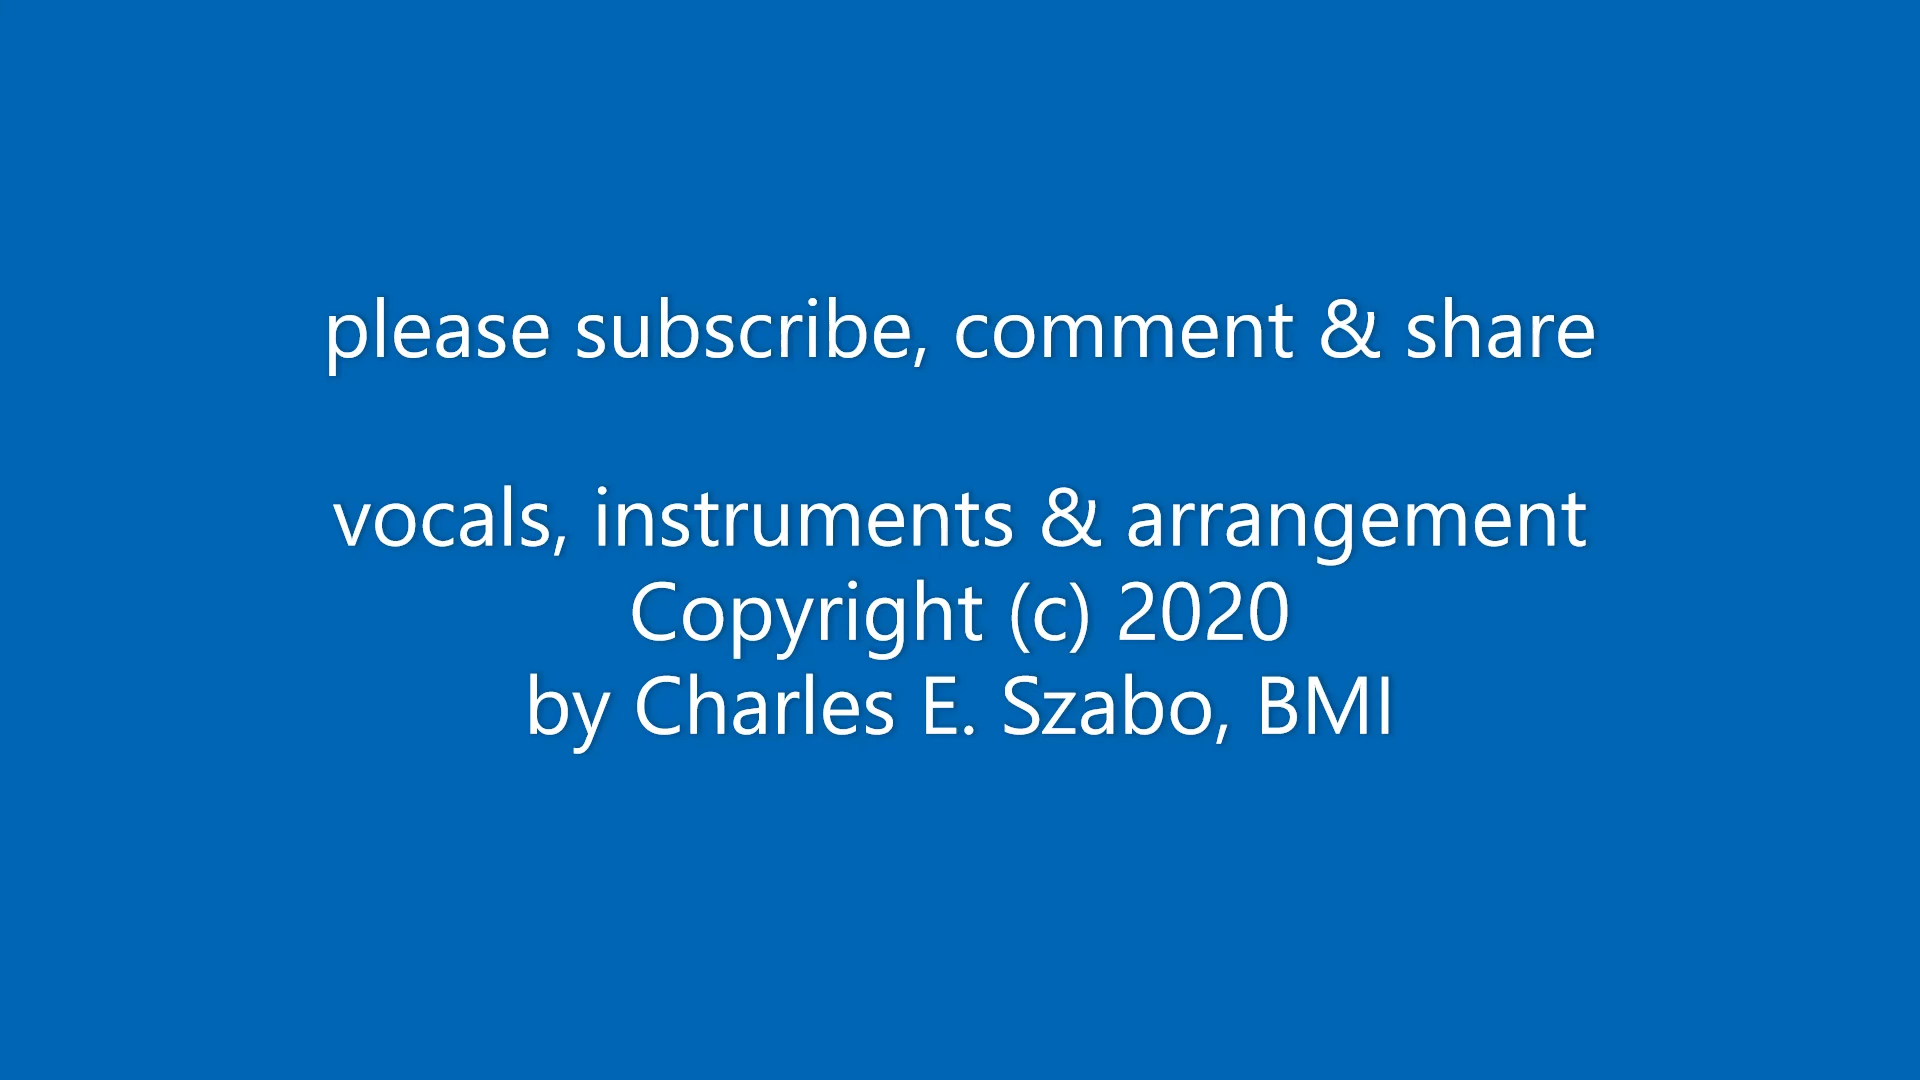 please subscribe, comment & share
vocals, instruments & arrangement
Copyright (c) 2020
by Charles E. Szabo, BMI